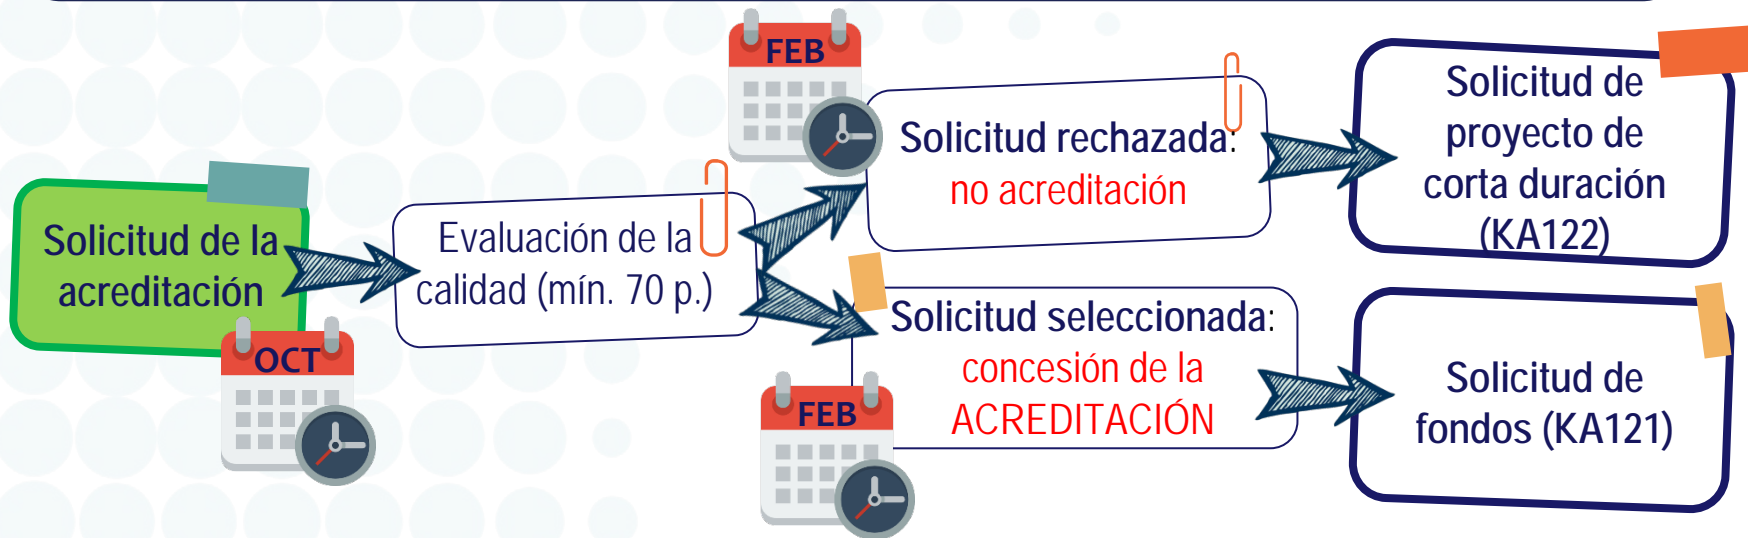 Solicitud de la
acreditación
OCT
Evaluación de la
calidad (mín. 70 p.)
FEB
Solicitud rechazada:
no acreditación
Solicitud de
proyecto de
corta duración
(KA122)
FEB
Solicitud seleccionada:
concesión de la
ACREDITACIÓN
Solicitud de
fondos (KA121)